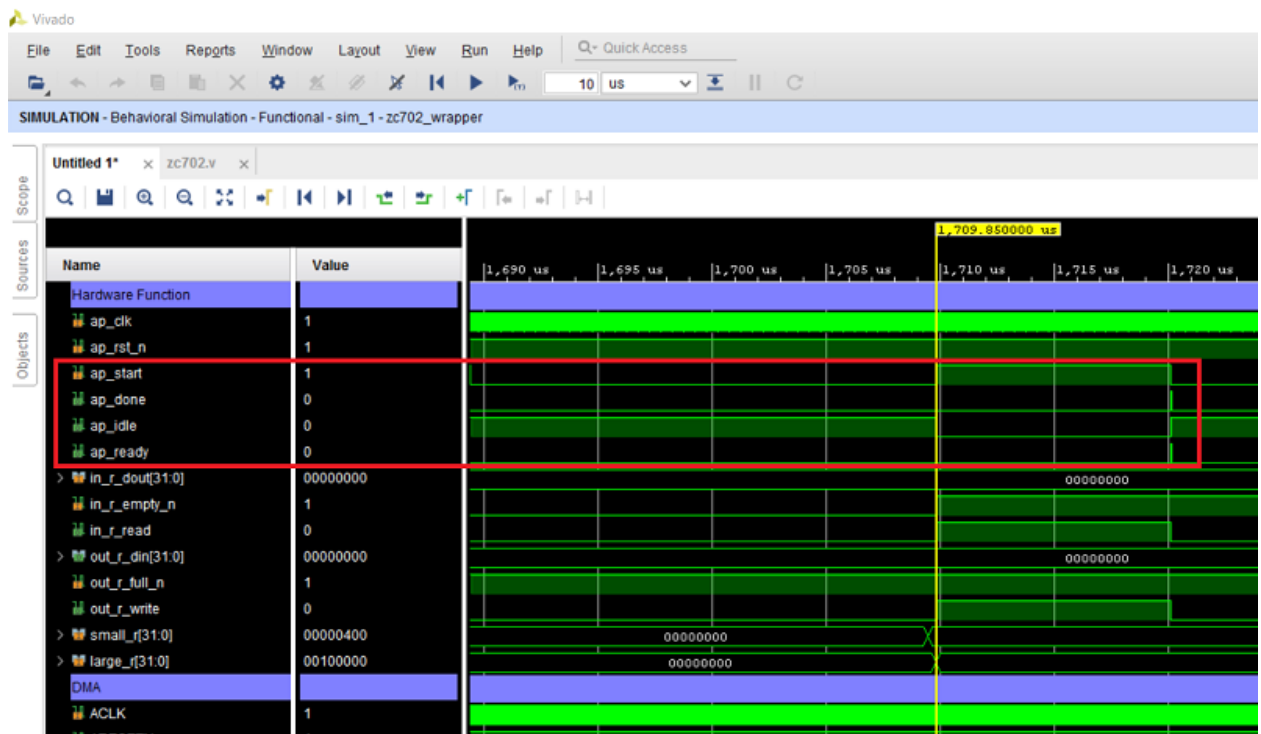 Vivado
File Edit Tools Reports Window Layout View Run Help Quick Access
10 us
SIMULATION - Behavioral Simulation - Functional - sim_1 - zc702_wrapper
Untitled 1* zc702.v
Scope
Sources
Objects
1,709.850000 us
Name Value
1,690 us 1,695 us 1,700 us 1,705 us 1,710 us 1,715 us 1,720 us
Hardware Function
ap_clk 1
ap_rst_n 1
ap_start 1
ap_done 0
ap_idle 0
ap_ready 0
in_r_dout[31:0] 00000000 00000000
in_r_empty_n 1
in_r_read 0
out_r_din[31:0] 00000000 00000000
out_r_full_n 1
out_r_write 0
small_r[31:0] 00000400 00000000
large_r[31:0] 00100000 00000000
DMA
ACLK 1